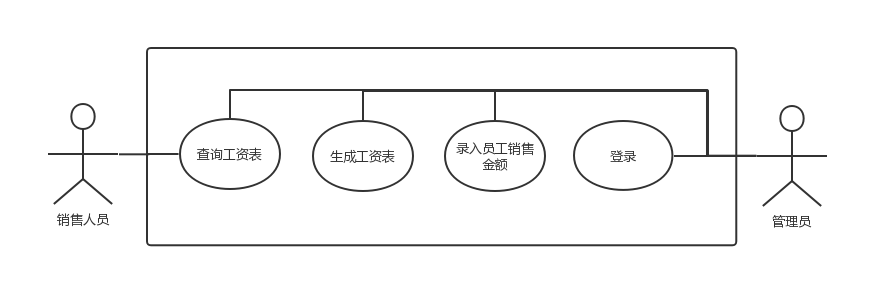 查询工资表
生成工资表
录入员工销售
金额
登录
销售人员
管理员